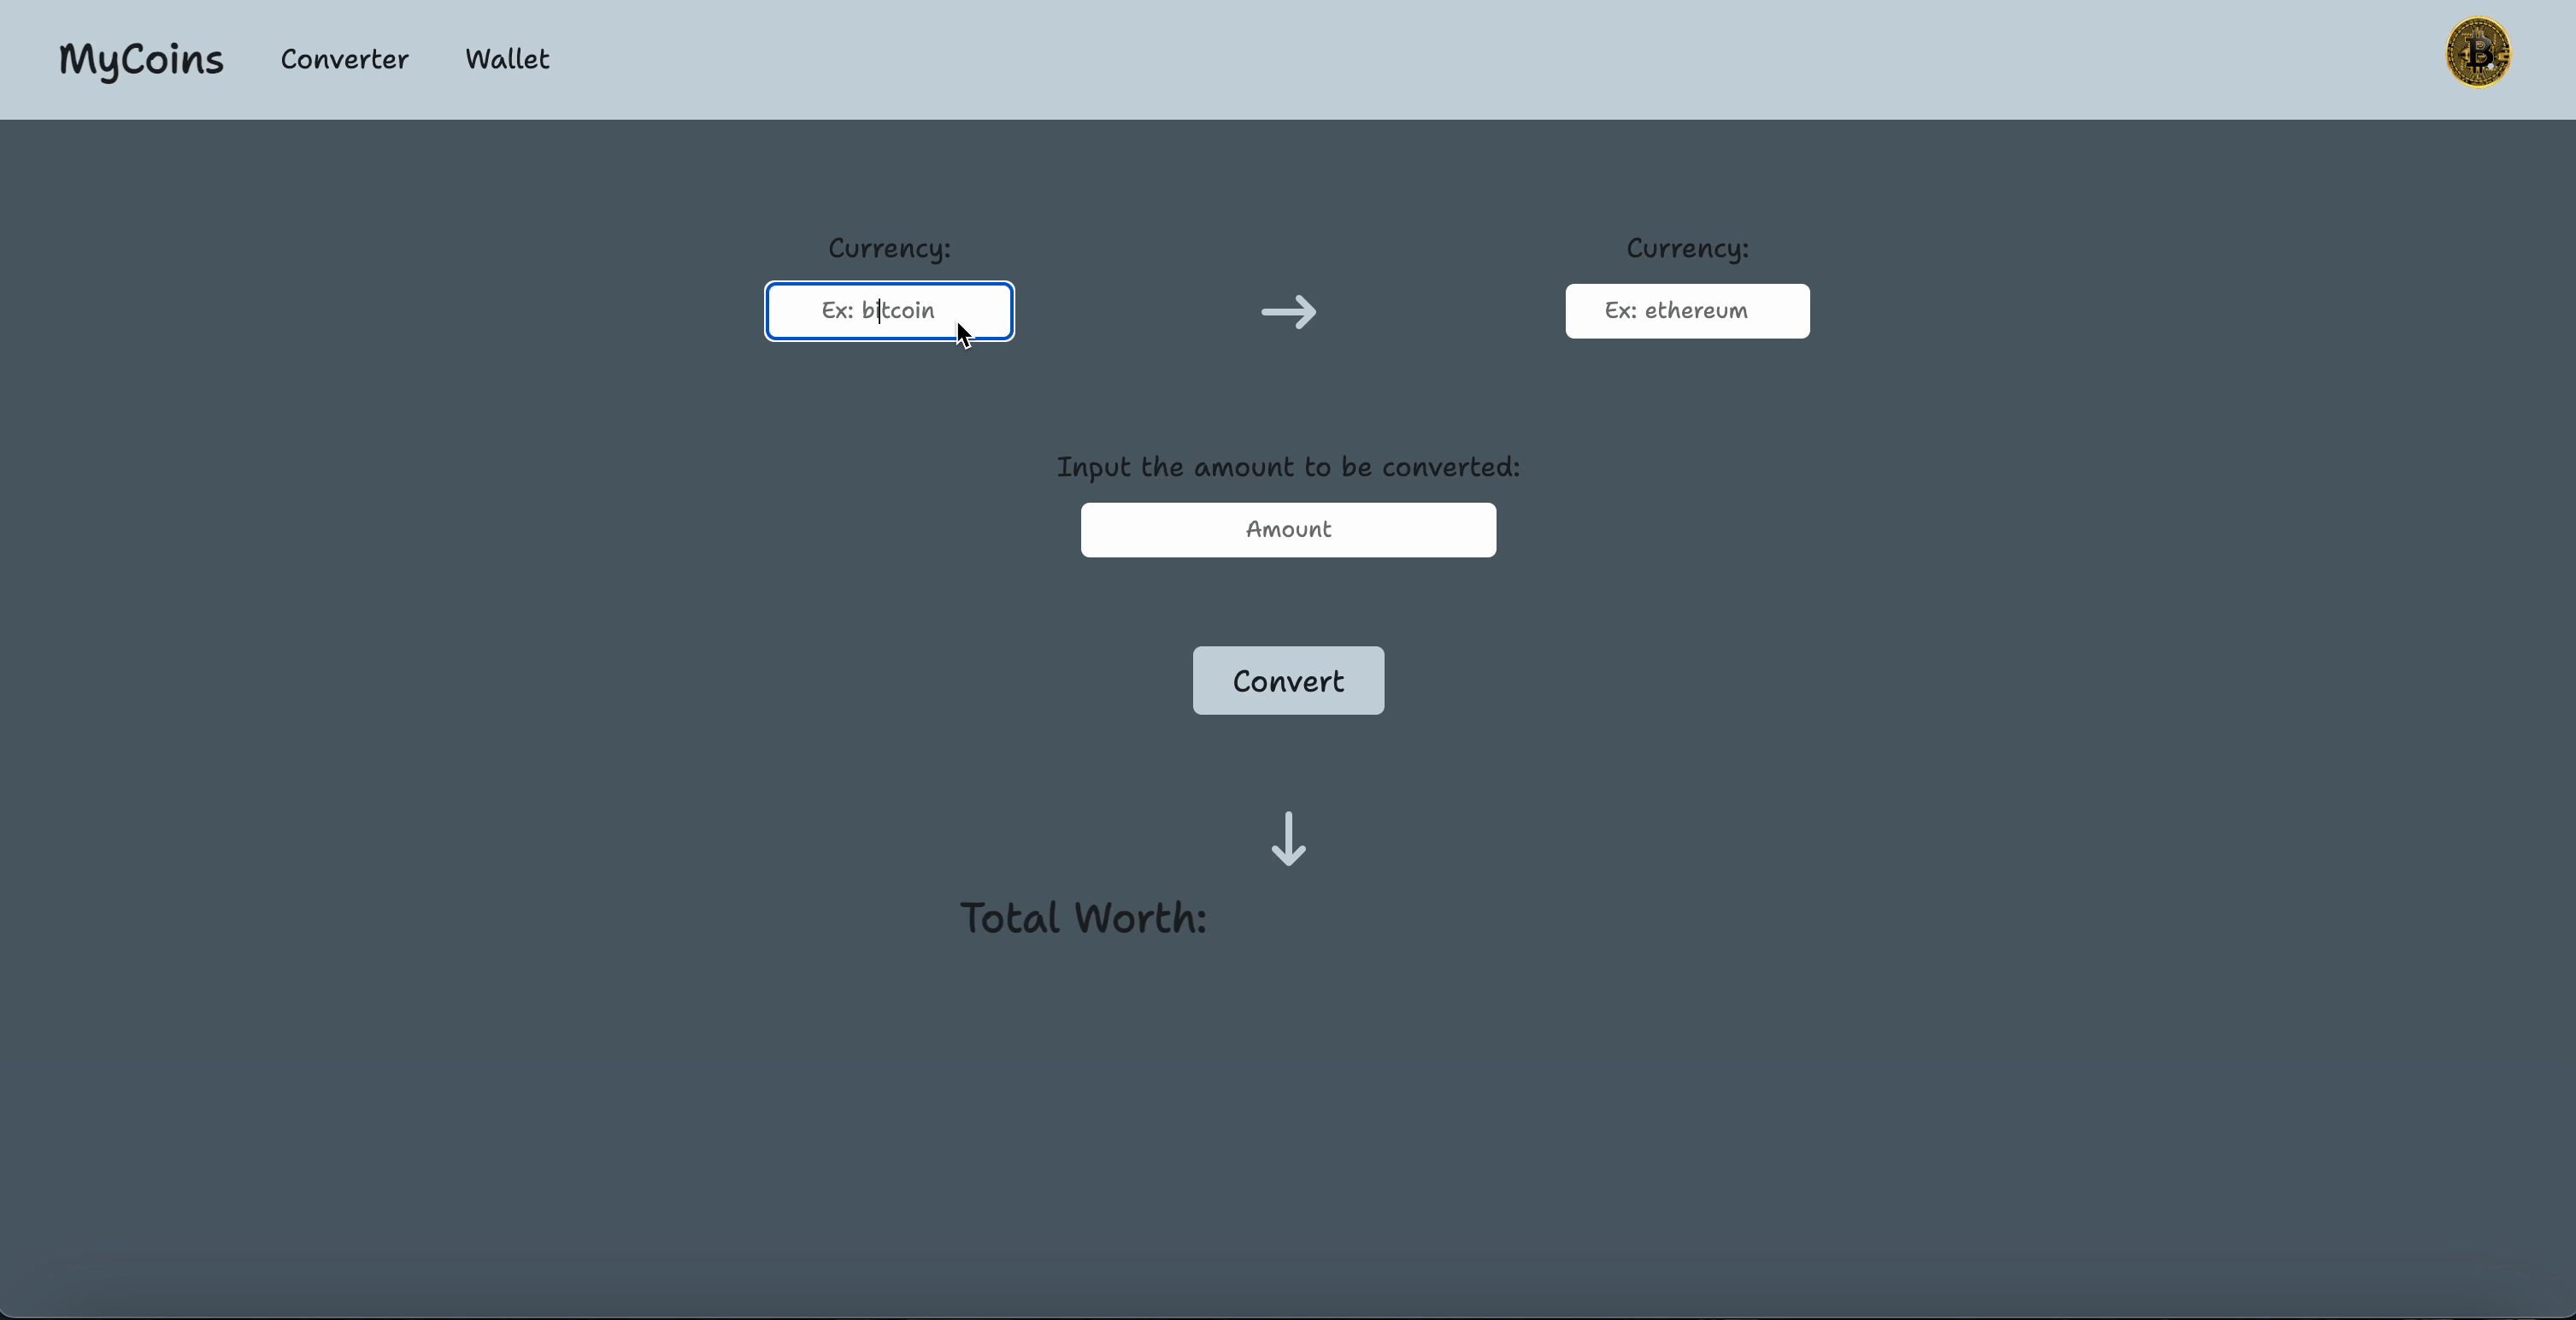 MyCoins Converter Wallet
Currency: Currency:
Ex: bitcoin Ex: ethereum
Input the amount to be converted:
Amount
Convert
Total Worth: